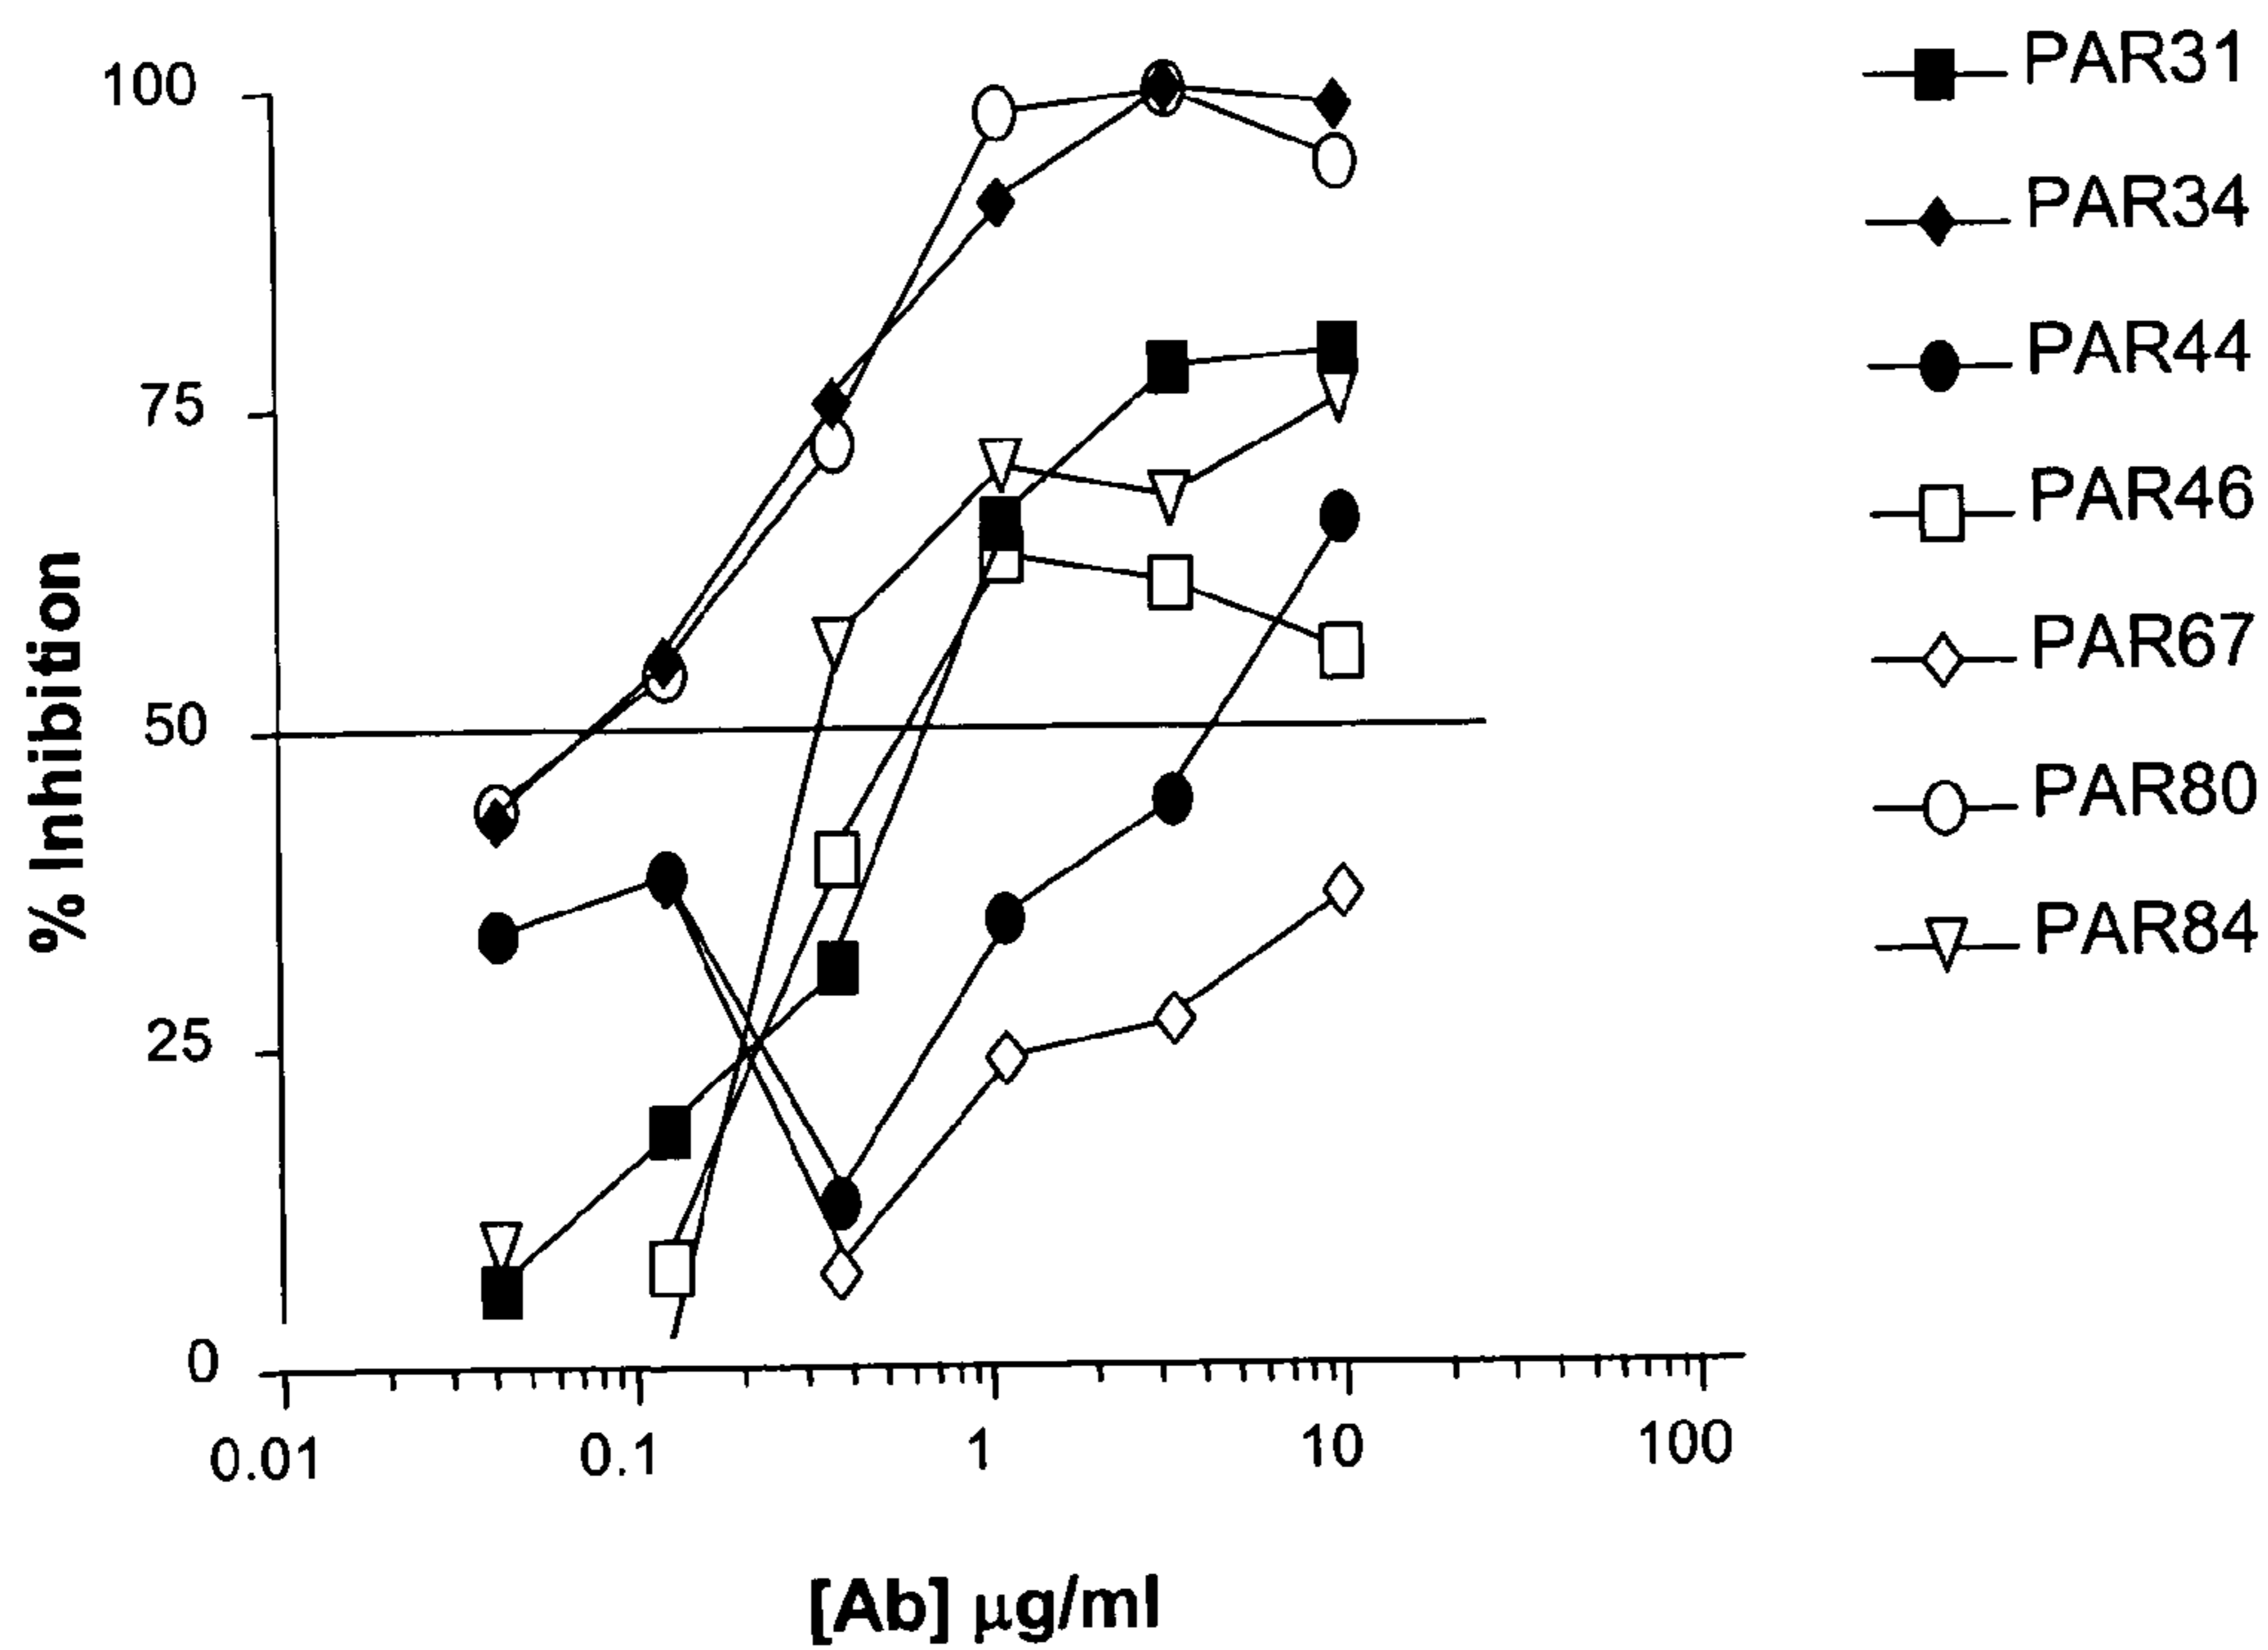 100
75
50
25
0
% Inhibition
0.01
0.1
1
10
100
[Ab] µg/ml
PAR31
PAR34
PAR44
PAR46
PAR67
PAR80
PAR84